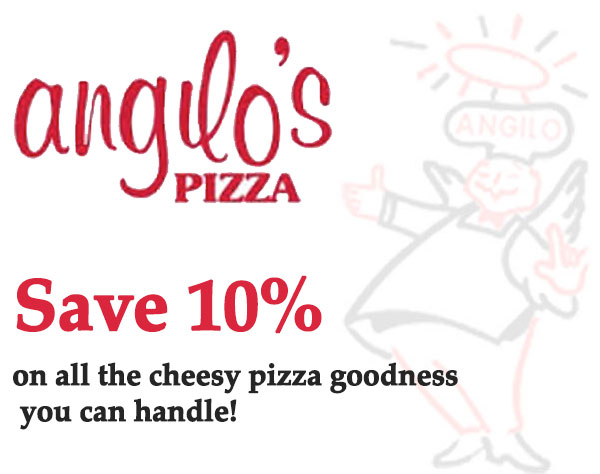 angilo's
PIZZA
ANGILO
Save 10%
on all the cheesy pizza goodness
you can handle!